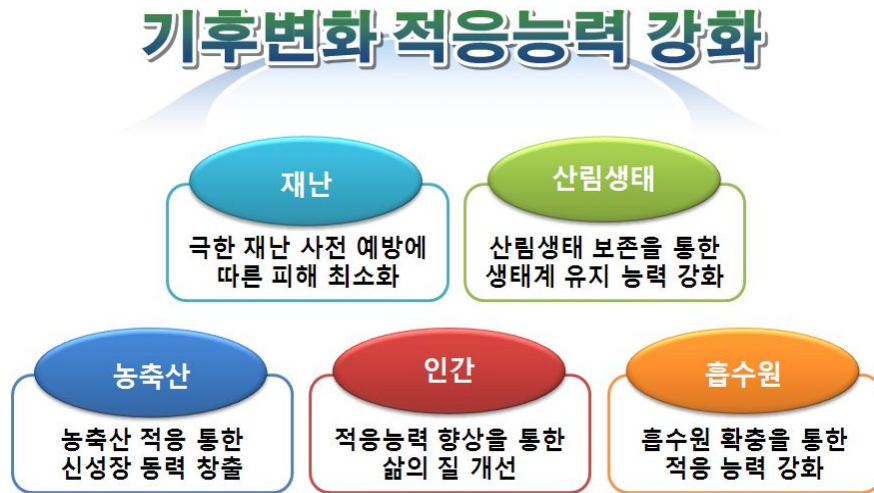 기후변화 적응능력 강화
재난
극한 재난 사전 예방에
따른 피해 최소화
산림생태
산림생태 보존을 통한
생태계 유지 능력 강화
농축산
농축산 적응 통한
신성장 동력 창출
인간
적응능력 향상을 통한
삶의 질 개선
흡수원
흡수원 확충을 통한
적응 능력 강화